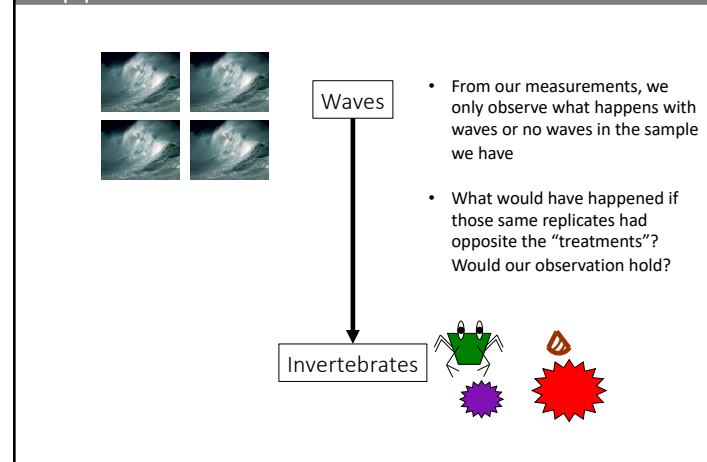 Waves
• From our measurements, we
only observe what happens with
waves or no waves in the sample
we have
• What would have happened if
those same replicates had
opposite the “treatments”?
Would our observation hold?
Invertebrates